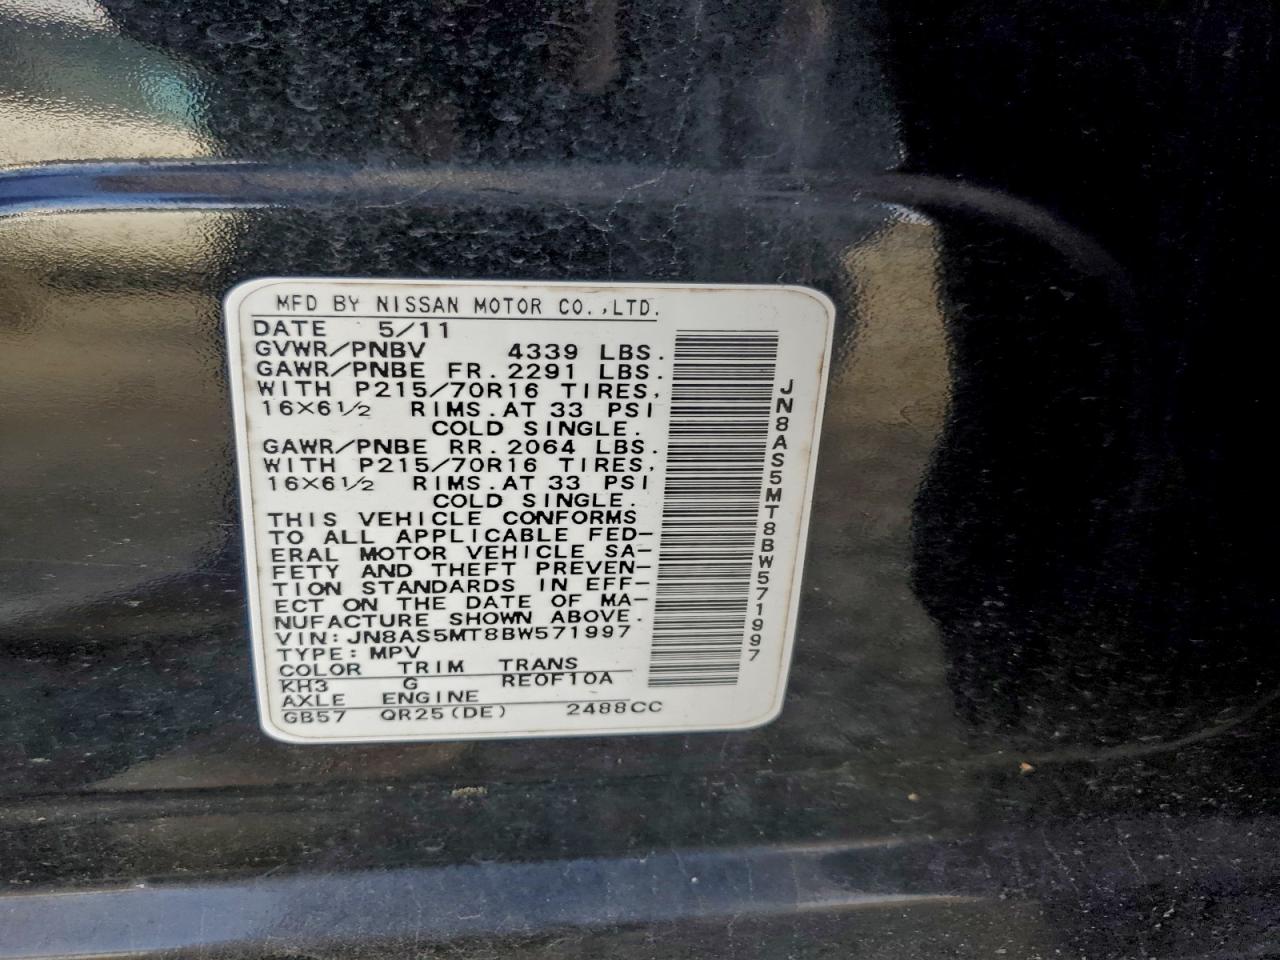 MFD BY NISSAN MOTOR CO.,LTD.
DATE 5/11
GVWR/PNBV 4339 LBS.
GAWR/PNBE FR.2291 LBS.
WITH P215/70R16 TIRES,
16×6½ RIMS.AT 33 PSI
COLD SINGLE.
GAWR/PNBE RR.2064 LBS.
WITH P215/70R16 TIRES,
16×6½ RIMS.AT 33 PSI
COLD SINGLE.
THIS VEHICLE CONFORMS
TO ALL APPLICABLE FED-
ERAL MOTOR VEHICLE SA-
FETY AND THEFT PREVEN-
TION STANDARDS IN EFF-
ECT ON THE DATE OF MA-
NUFACTURE SHOWN ABOVE.
VIN:JN8AS5MT8BW571997
TYPE:MPV
COLOR TRIM TRANS
KH3 G RE0F10A
AXLE ENGINE
GB57 QR25(DE) 2488CC
JN8AS5MT8BW571997